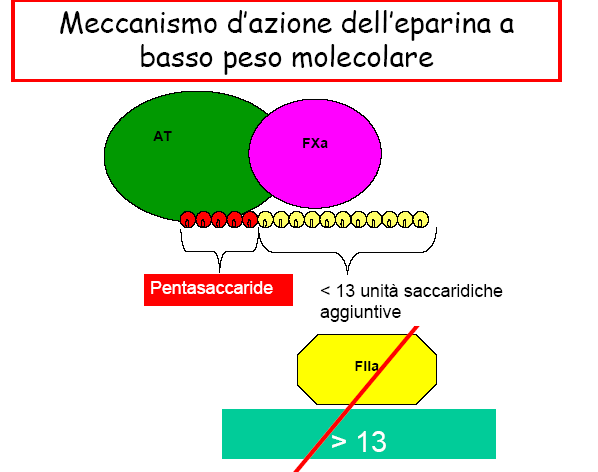 Meccanismo d'azione dell'eparina a
basso peso molecolare
AT
FXa
Pentasaccaride
< 13 unità saccaridiche
aggiuntive
FIIa
> 13